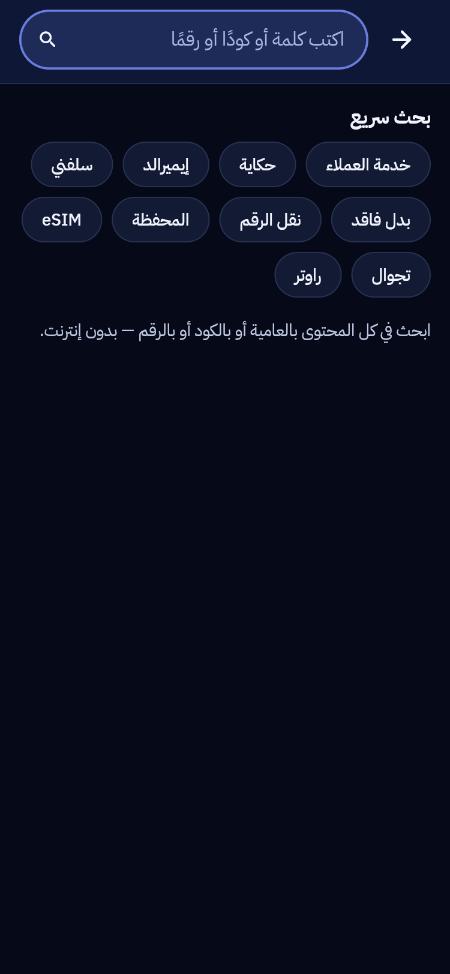 اكتب كلمة أو كودًا أو رقمًا
بحث سريع
خدمة العملاء
حكاية
إيميرالد
سلفني
بدل فاقد
نقل الرقم
المحفظة
eSIM
تجوال
راوتر
ابحث في كل المحتوى بالعامية أو بالكود أو بالرقم — بدون إنترنت.